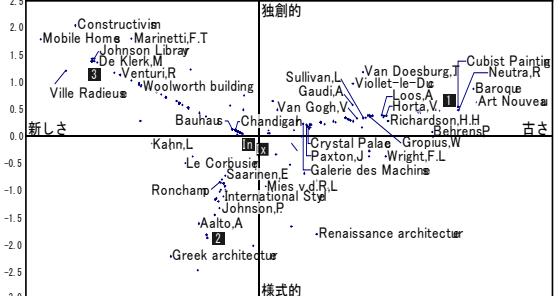 2.5
独創的
2.0
Constructivism
Mobile Homes
Marinetti,F.T
Johnson Library
1.5
De Klerk,M
Cubist Painting
Van Doesburg,T
Neutra,R
3
Venturi,R
Sullivan,L
Viollet-le-Duc
1.0
Woolworth building
Gaudi,A
Baroque
Ville Radieuse
Loos,A
1
Art Nouveau
0.5
Van Gogh,V
Horta,V.
Bauhaus
Chandigarh
Richardson,H.H
新しさ
古さ
Behrens,P
0.0
Kahn,L
In
Crystal Palace
Gropius,W
Ex
-0.5
Le Corbusier
Paxton,J
Wright,F.L
Saarinen,E
Galerie des Machines
-1.0
Ronchamp
Mies v.d.R,L
International Style
Johnson,P.
-1.5
Aalto,A
2
Renaissance architecture
-2.0
Greek architecture
-2.5
様式的
-3.0